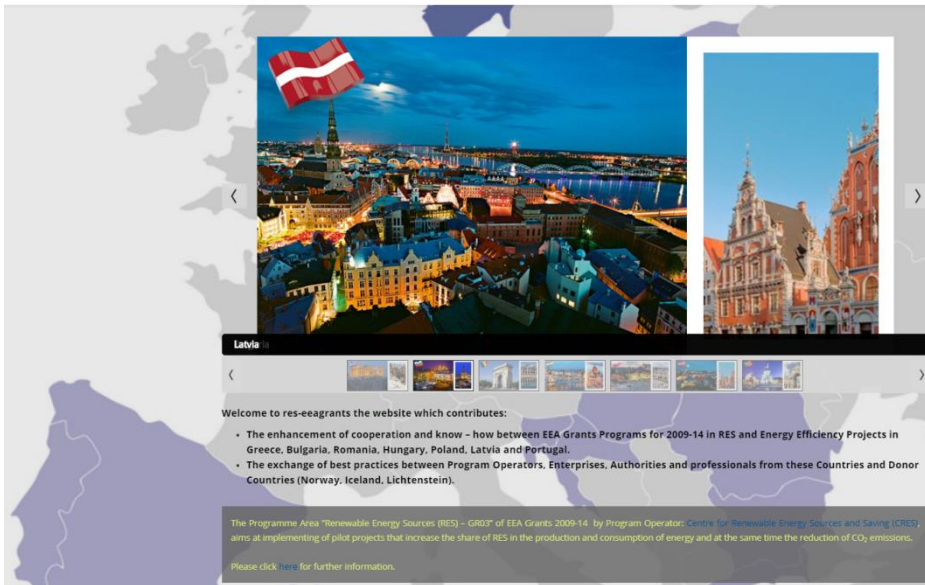 Latvia
Welcome to res-eeagrants the website which contributes:
• The enhancement of cooperation and know – how between EEA Grants Programs for 2009-14 in RES and Energy Efficiency Projects in
Greece, Bulgaria, Romania, Hungary, Poland, Latvia and Portugal.
• The exchange of best practices between Program Operators, Enterprises, Authorities and professionals from these Countries and Donor
Countries (Norway, Iceland, Lichtenstein).
The Programme Area "Renewable Energy Sources (RES) – GR03" of EEA Grants 2009-14 by Program Operator: Centre for Renewable Energy Sources and Saving (CRES),
aims at implementing of pilot projects that increase the share of RES in the production and consumption of energy and at the same time the reduction of CO₂ emissions.
Please click here for further information.